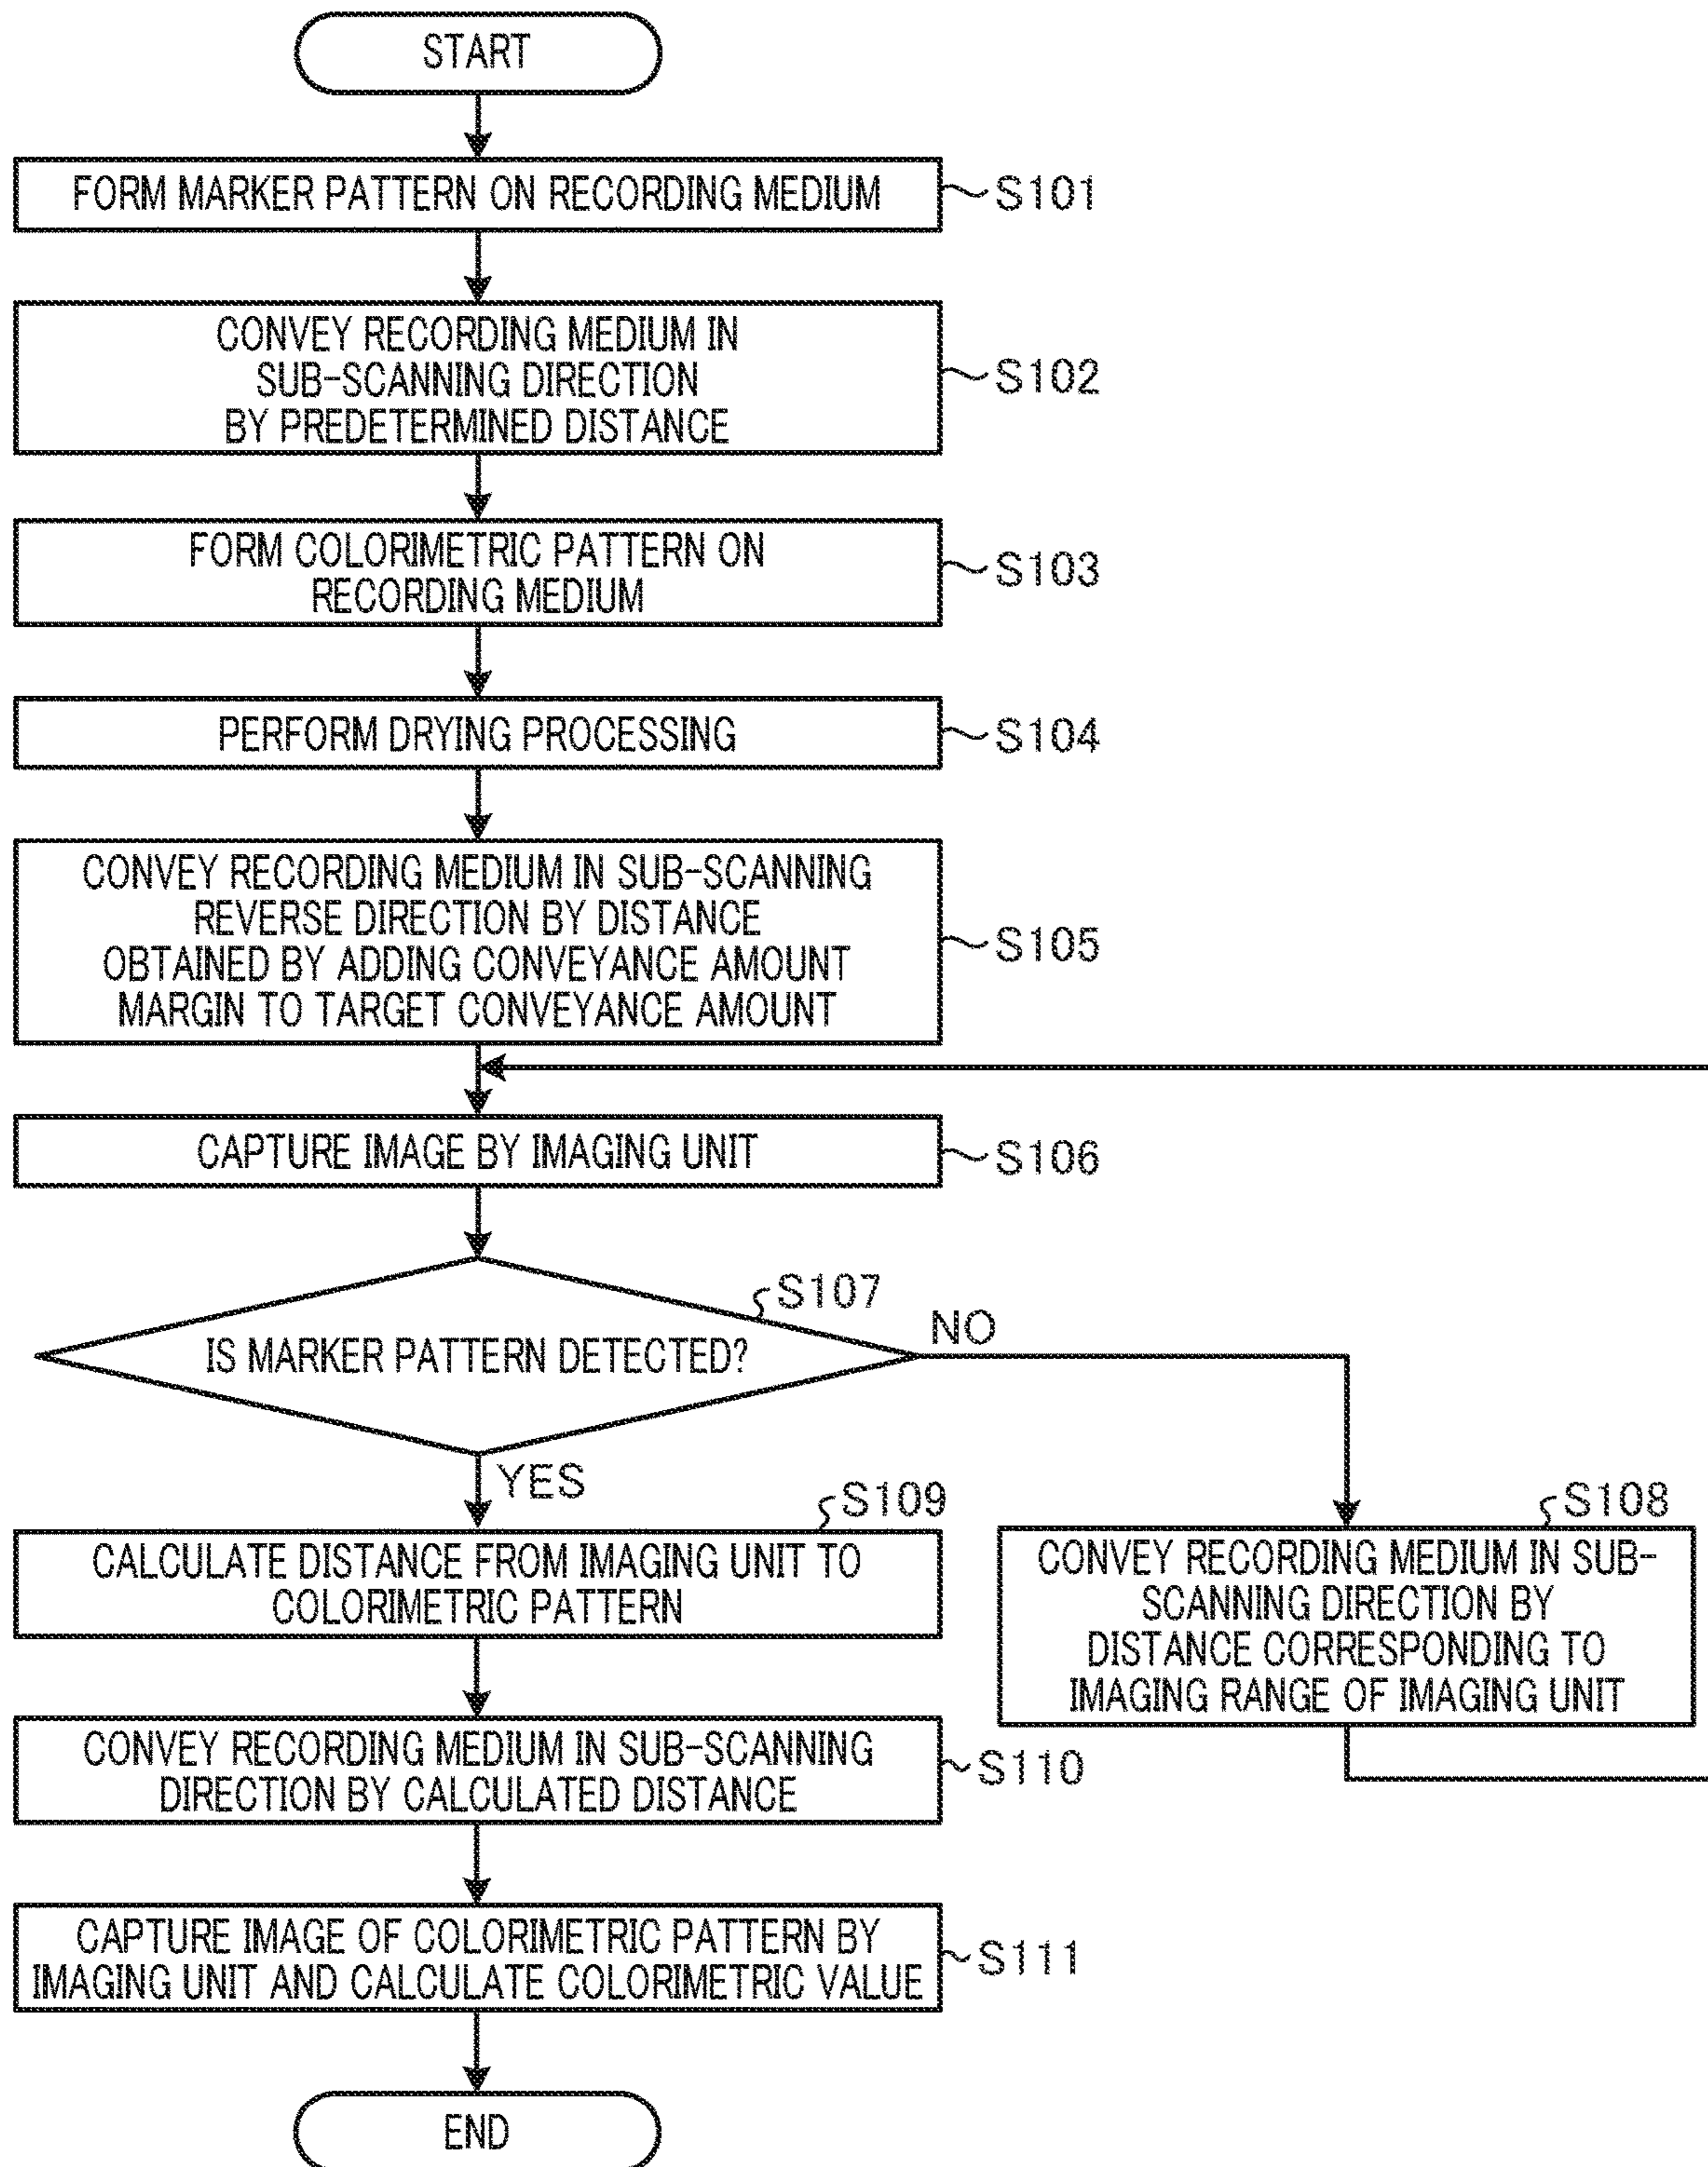 START
FORM MARKER PATTERN ON RECORDING MEDIUM
S101
CONVEY RECORDING MEDIUM IN
SUB-SCANNING DIRECTION
BY PREDETERMINED DISTANCE
S102
FORM COLORIMETRIC PATTERN ON
RECORDING MEDIUM
S103
PERFORM DRYING PROCESSING
S104
CONVEY RECORDING MEDIUM IN SUB-SCANNING
REVERSE DIRECTION BY DISTANCE
OBTAINED BY ADDING CONVEYANCE AMOUNT
MARGIN TO TARGET CONVEYANCE AMOUNT
S105
CAPTURE IMAGE BY IMAGING UNIT
S106
S107
IS MARKER PATTERN DETECTED?
NO
YES
S109
CALCULATE DISTANCE FROM IMAGING UNIT TO
COLORIMETRIC PATTERN
S108
CONVEY RECORDING MEDIUM IN SUB-
SCANNING DIRECTION BY
DISTANCE CORRESPONDING TO
IMAGING RANGE OF IMAGING UNIT
CONVEY RECORDING MEDIUM IN SUB-SCANNING
DIRECTION BY CALCULATED DISTANCE
S110
CAPTURE IMAGE OF COLORIMETRIC PATTERN BY
IMAGING UNIT AND CALCULATE COLORIMETRIC VALUE
S111
END